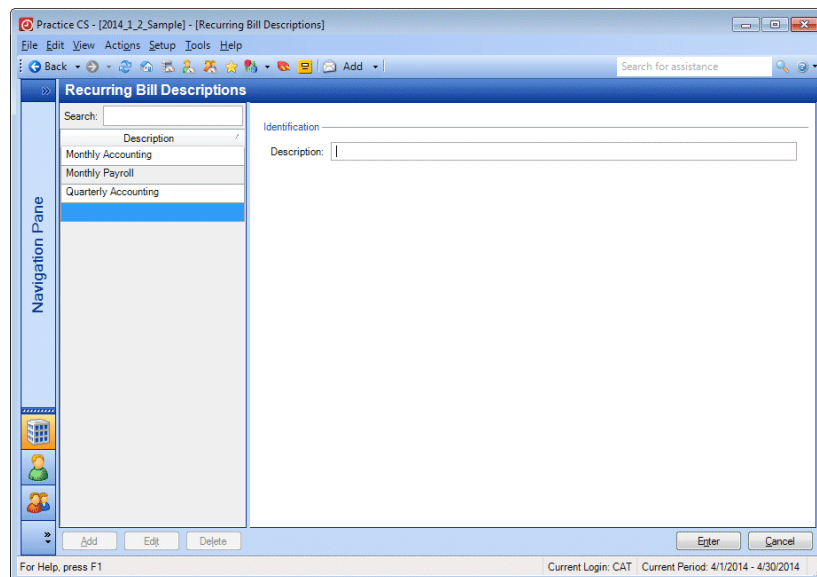 Practice CS - [2014_1_2_Sample] - [Recurring Bill Descriptions]
File Edit View Actions Setup Tools Help
Back Add Search for assistance
Recurring Bill Descriptions
Search:
Description
Monthly Accounting
Monthly Payroll
Quarterly Accounting
Identification
Description:
Navigation Pane
Add Edit Delete Enter Cancel
For Help, press F1 Current Login: CAT Current Period: 4/1/2014 - 4/30/2014